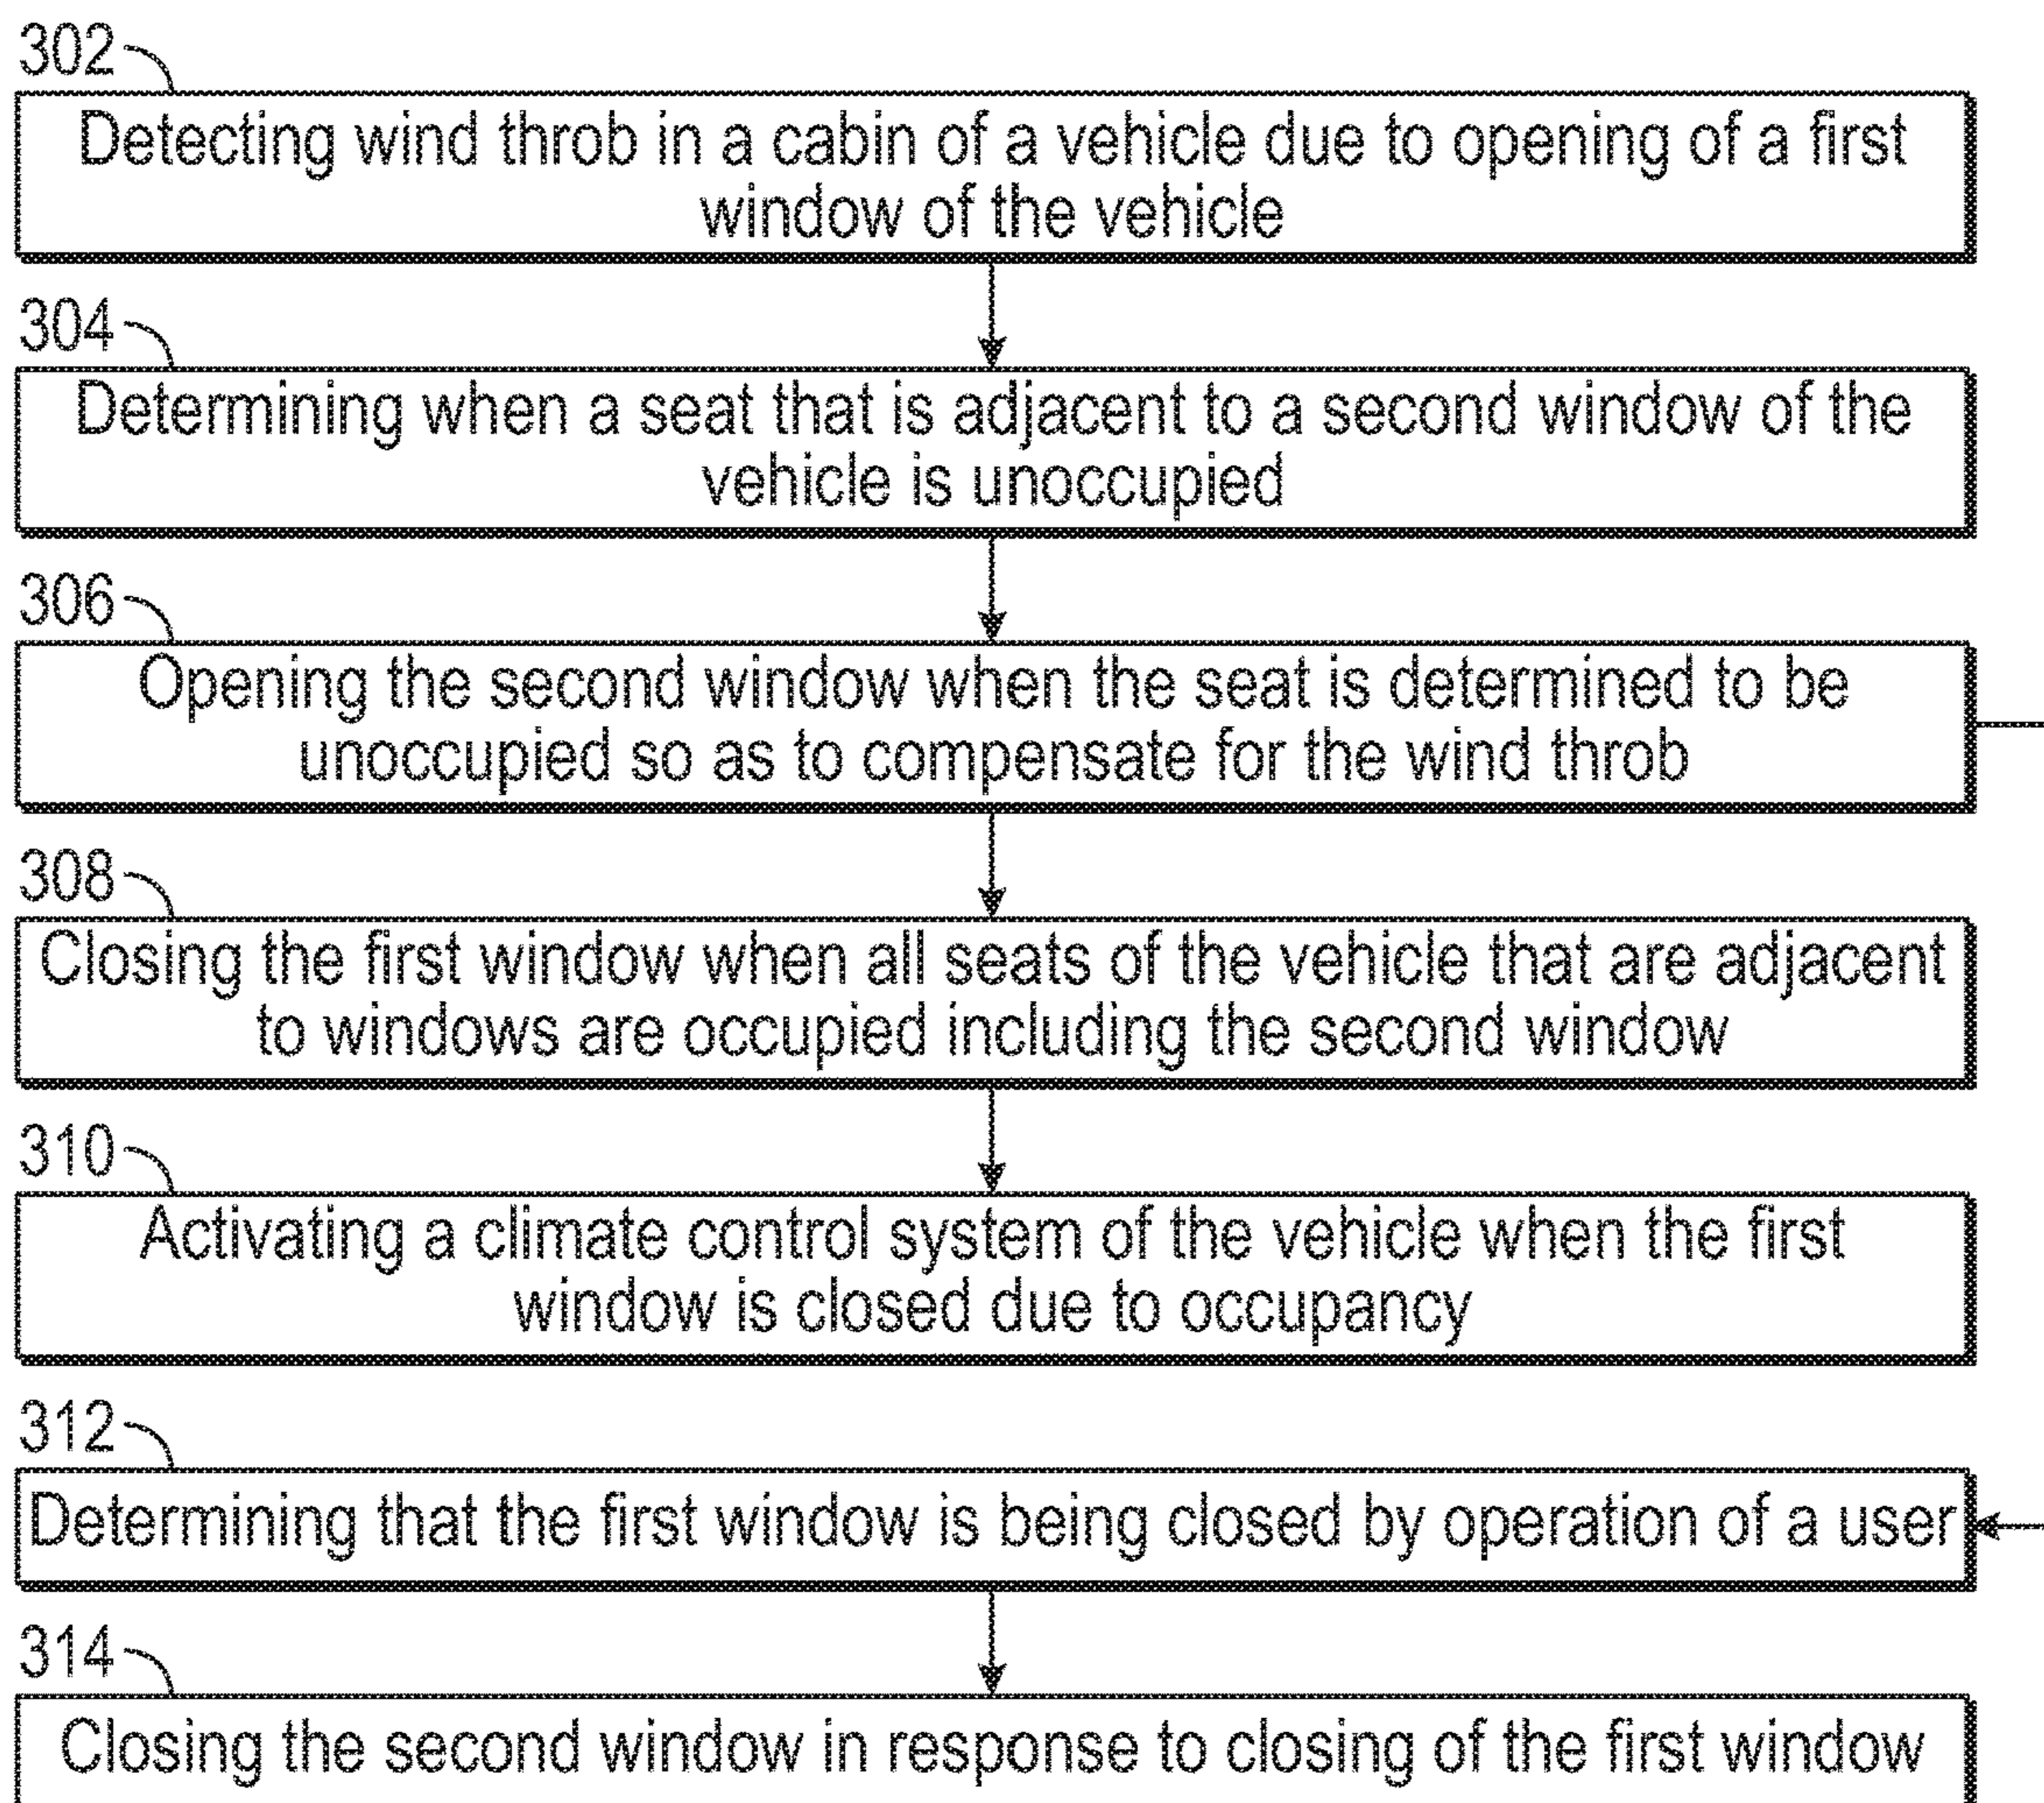 302
Detecting wind throb in a cabin of a vehicle due to opening of a first
window of the vehicle
304
Determining when a seat that is adjacent to a second window of the
vehicle is unoccupied
306
Opening the second window when the seat is determined to be
unoccupied so as to compensate for the wind throb
308
Closing the first window when all seats of the vehicle that are adjacent
to windows are occupied including the second window
310
Activating a climate control system of the vehicle when the first
window is closed due to occupancy
312
Determining that the first window is being closed by operation of a user
314
Closing the second window in response to closing of the first window